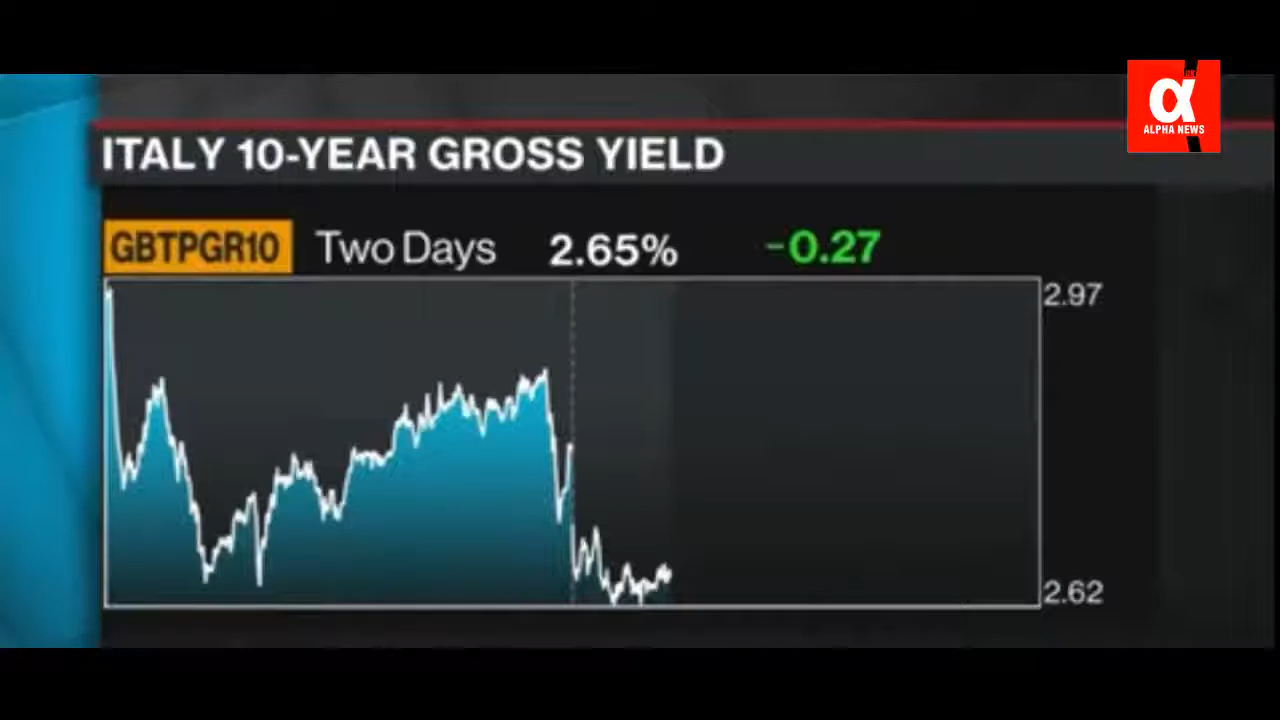 α
ALPHA NEWS
ITALY 10-YEAR GROSS YIELD
GBTPGR10 Two Days 2.65% -0.27
2.97
2.62